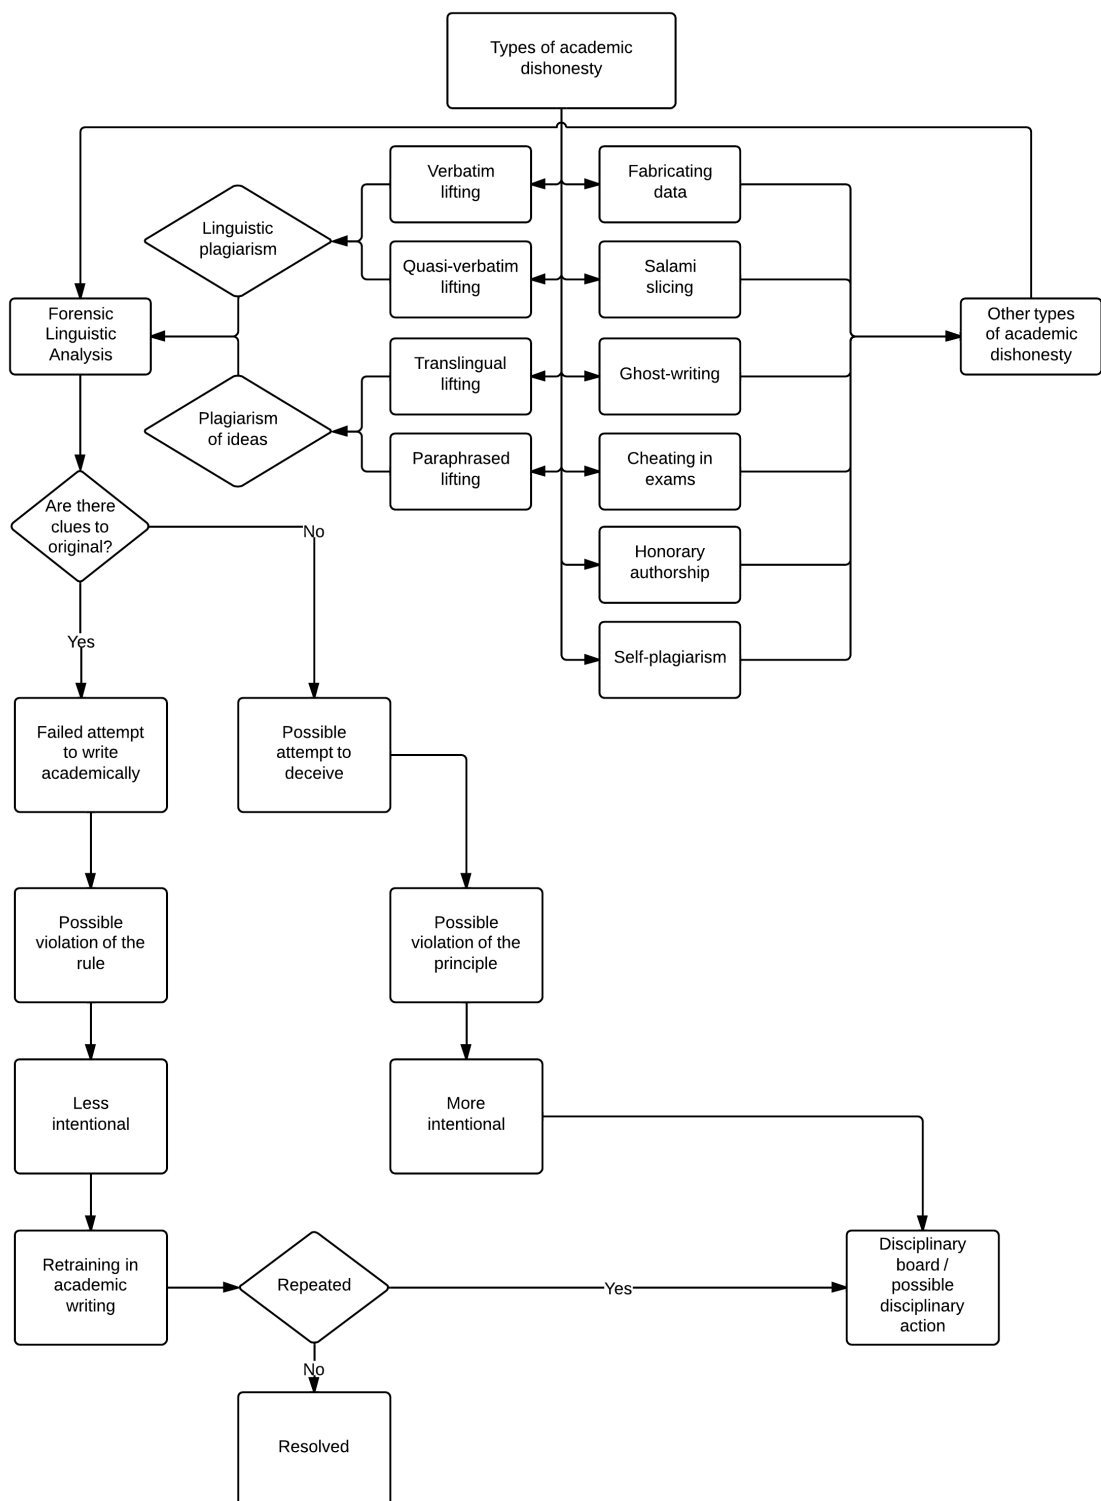 Types of academic
dishonesty
Verbatim
lifting
Fabricating
data
Linguistic
plagiarism
Quasi-verbatim
lifting
Salami
slicing
Forensic
Linguistic
Analysis
Other types
of academic
dishonesty
Translingual
lifting
Ghost-writing
Plagiarism
of ideas
Paraphrased
lifting
Cheating in
exams
Are there
clues to
original?
No
Honorary
authorship
Yes
Self-plagiarism
Failed attempt
to write
academically
Possible
attempt to
deceive
Possible
violation of the
rule
Possible
violation of the
principle
Less
intentional
More
intentional
Retraining in
academic
writing
Repeated
Yes
Disciplinary
board /
possible
disciplinary
action
No
Resolved